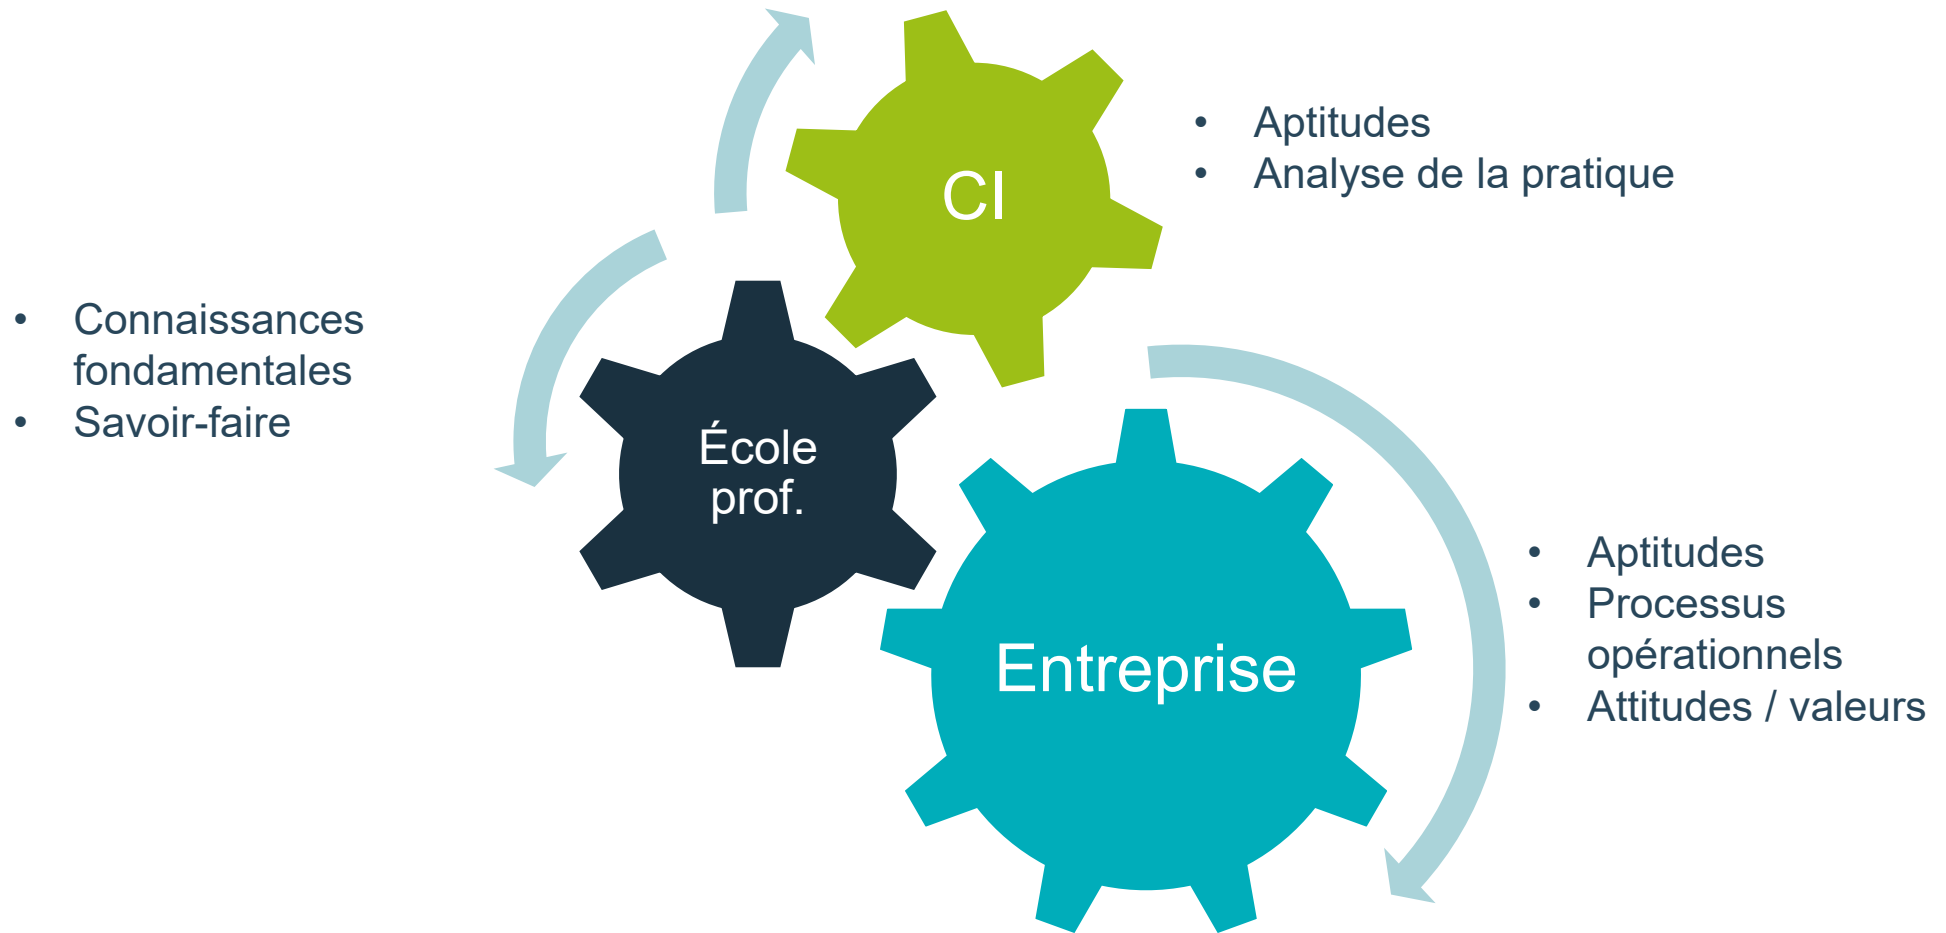 CI
• Aptitudes
• Analyse de la pratique
• Connaissances
fondamentales
• Savoir-faire
École
prof.
Entreprise
• Aptitudes
• Processus
opérationnels
• Attitudes / valeurs